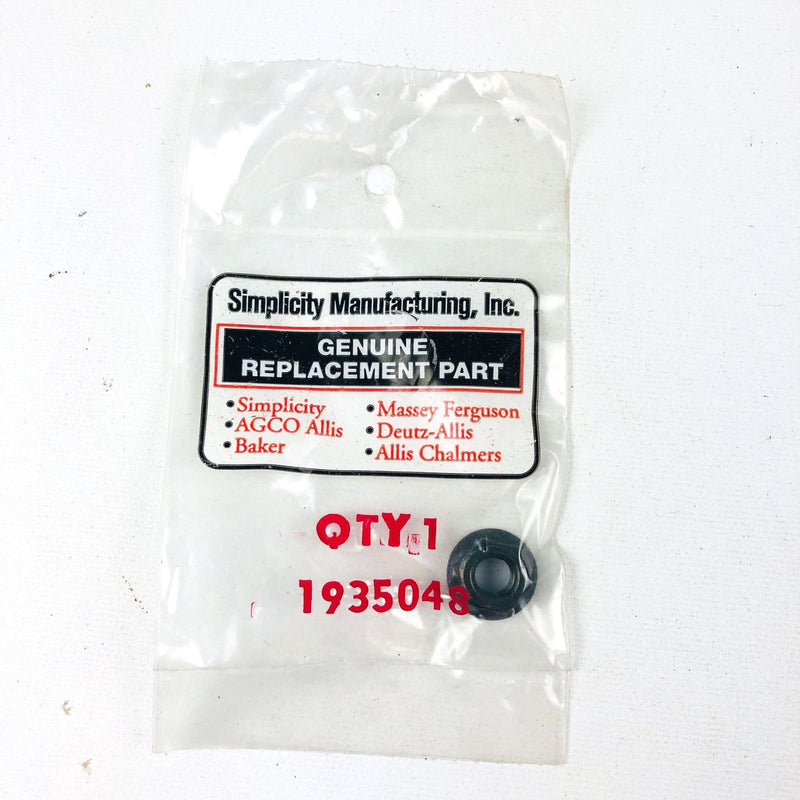 Simplicity Manufacturing, Inc.
GENUINE
REPLACEMENT PART
• Simplicity
• AGCO Allis
• Baker
• Massey Ferguson
• Deutz-Allis
• Allis Chalmers
QTY. 1
1935048